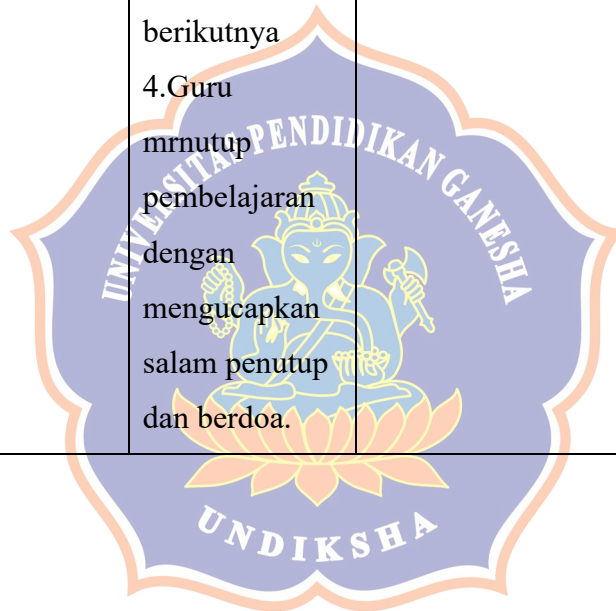 berikutnya
4.Guru
mrnutup
pembelajaran
dengan
mengucapkan
salam penutup
dan berdoa.
UNIVERSITAS PENDIDIKAN GANESHA
UNDIKSHA